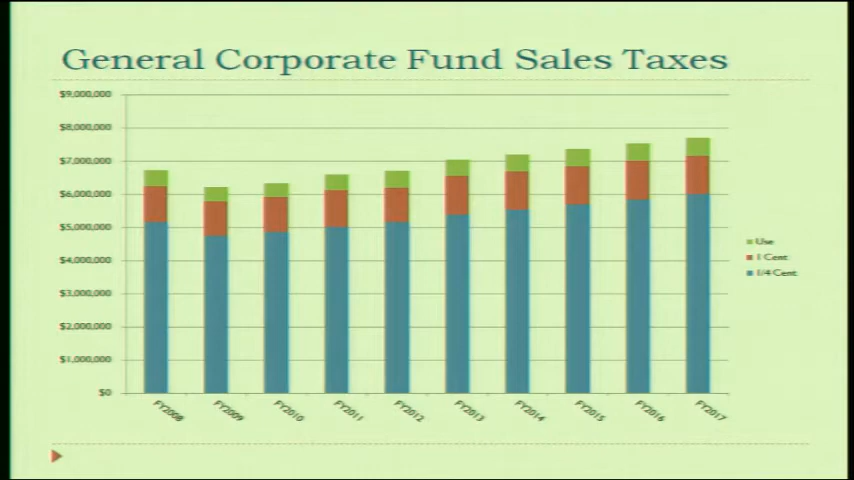 General Corporate Fund Sales Taxes
$9,000,000
$8,000,000
$7,000,000
$6,000,000
$5,000,000
$4,000,000
$3,000,000
$2,000,000
$1,000,000
$0
FY2008
FY2009
FY2010
FY2011
FY2012
FY2013
FY2014
FY2015
FY2016
FY2017
Use
1 Cent
1/4 Cent